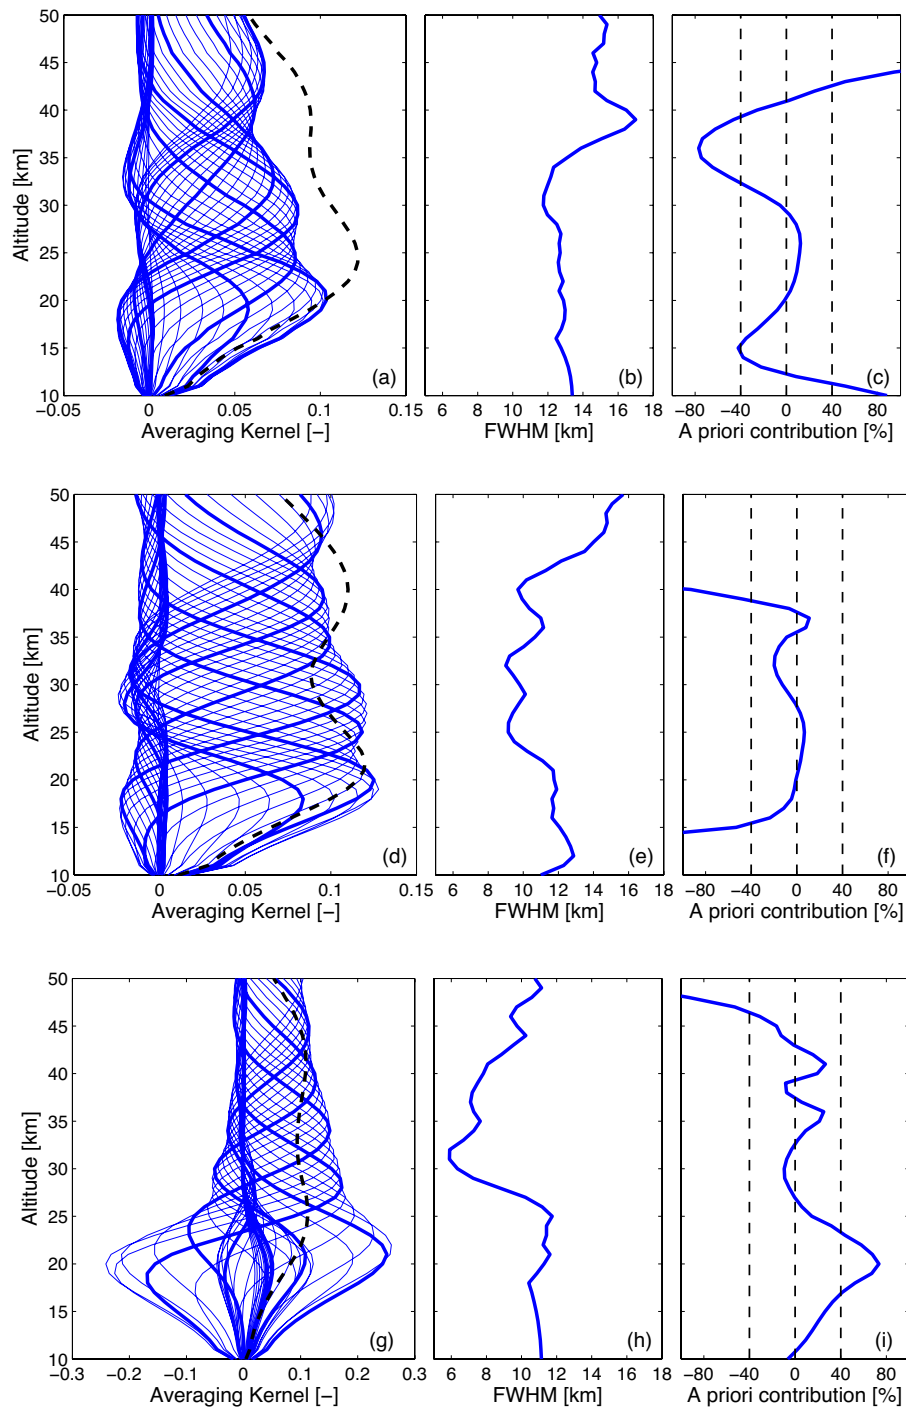 50
45
40
35
30
25
20
15
10
Altitude [km]
−0.05 0 0.05 0.1 0.15
Averaging Kernel [−]
(a)
6 8 10 12 14 16 18
FWHM [km]
(b)
−80 −40 0 40 80
A priori contribution [%]
(c)
50
45
40
35
30
25
20
15
10
Altitude [km]
−0.05 0 0.05 0.1 0.15
Averaging Kernel [−]
(d)
6 8 10 12 14 16 18
FWHM [km]
(e)
−80 −40 0 40 80
A priori contribution [%]
(f)
50
45
40
35
30
25
20
15
10
Altitude [km]
−0.3 −0.2 −0.1 0 0.1 0.2 0.3
Averaging Kernel [−]
(g)
6 8 10 12 14 16 18
FWHM [km]
(h)
−80 −40 0 40 80
A priori contribution [%]
(i)